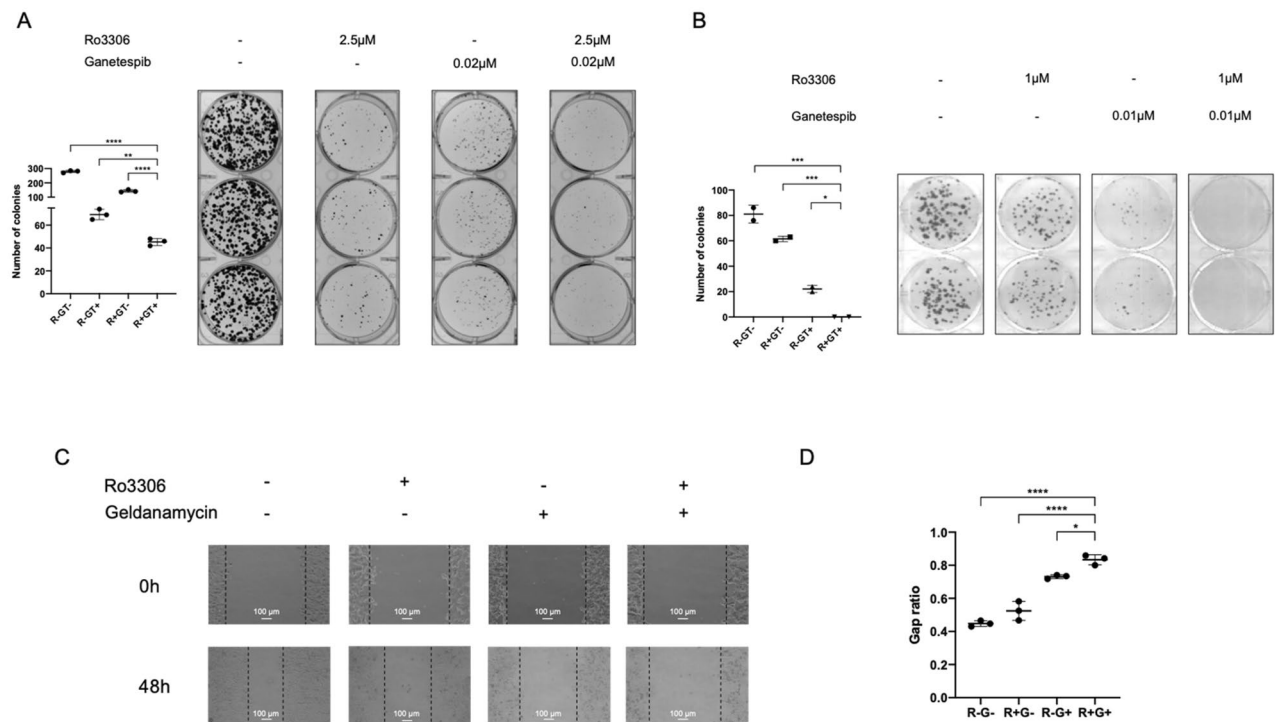 A
Ro3306 - 2.5μM - 2.5μM
Ganetespib - - 0.02μM 0.02μM
**** 
**
****
Number of colonies
300
200
100
60
40
20
0
R-GT-
R-GT+
R+GT-
R+GT+
B
Ro3306 - 1μM - 1μM
Ganetespib - - 0.01μM 0.01μM
***
***
*
Number of colonies
100
80
60
40
20
0
R-GT-
R+GT-
R-GT+
R+GT+
C
Ro3306 - + - +
Geldanamycin - - + +
0h
100 μm 100 μm 100 μm 100 μm
48h
100 μm 100 μm 100 μm 100 μm
D
****
****
*
Gap ratio
1.0
0.8
0.6
0.4
0.2
0.0
R-G-
R+G-
R-G+
R+G+